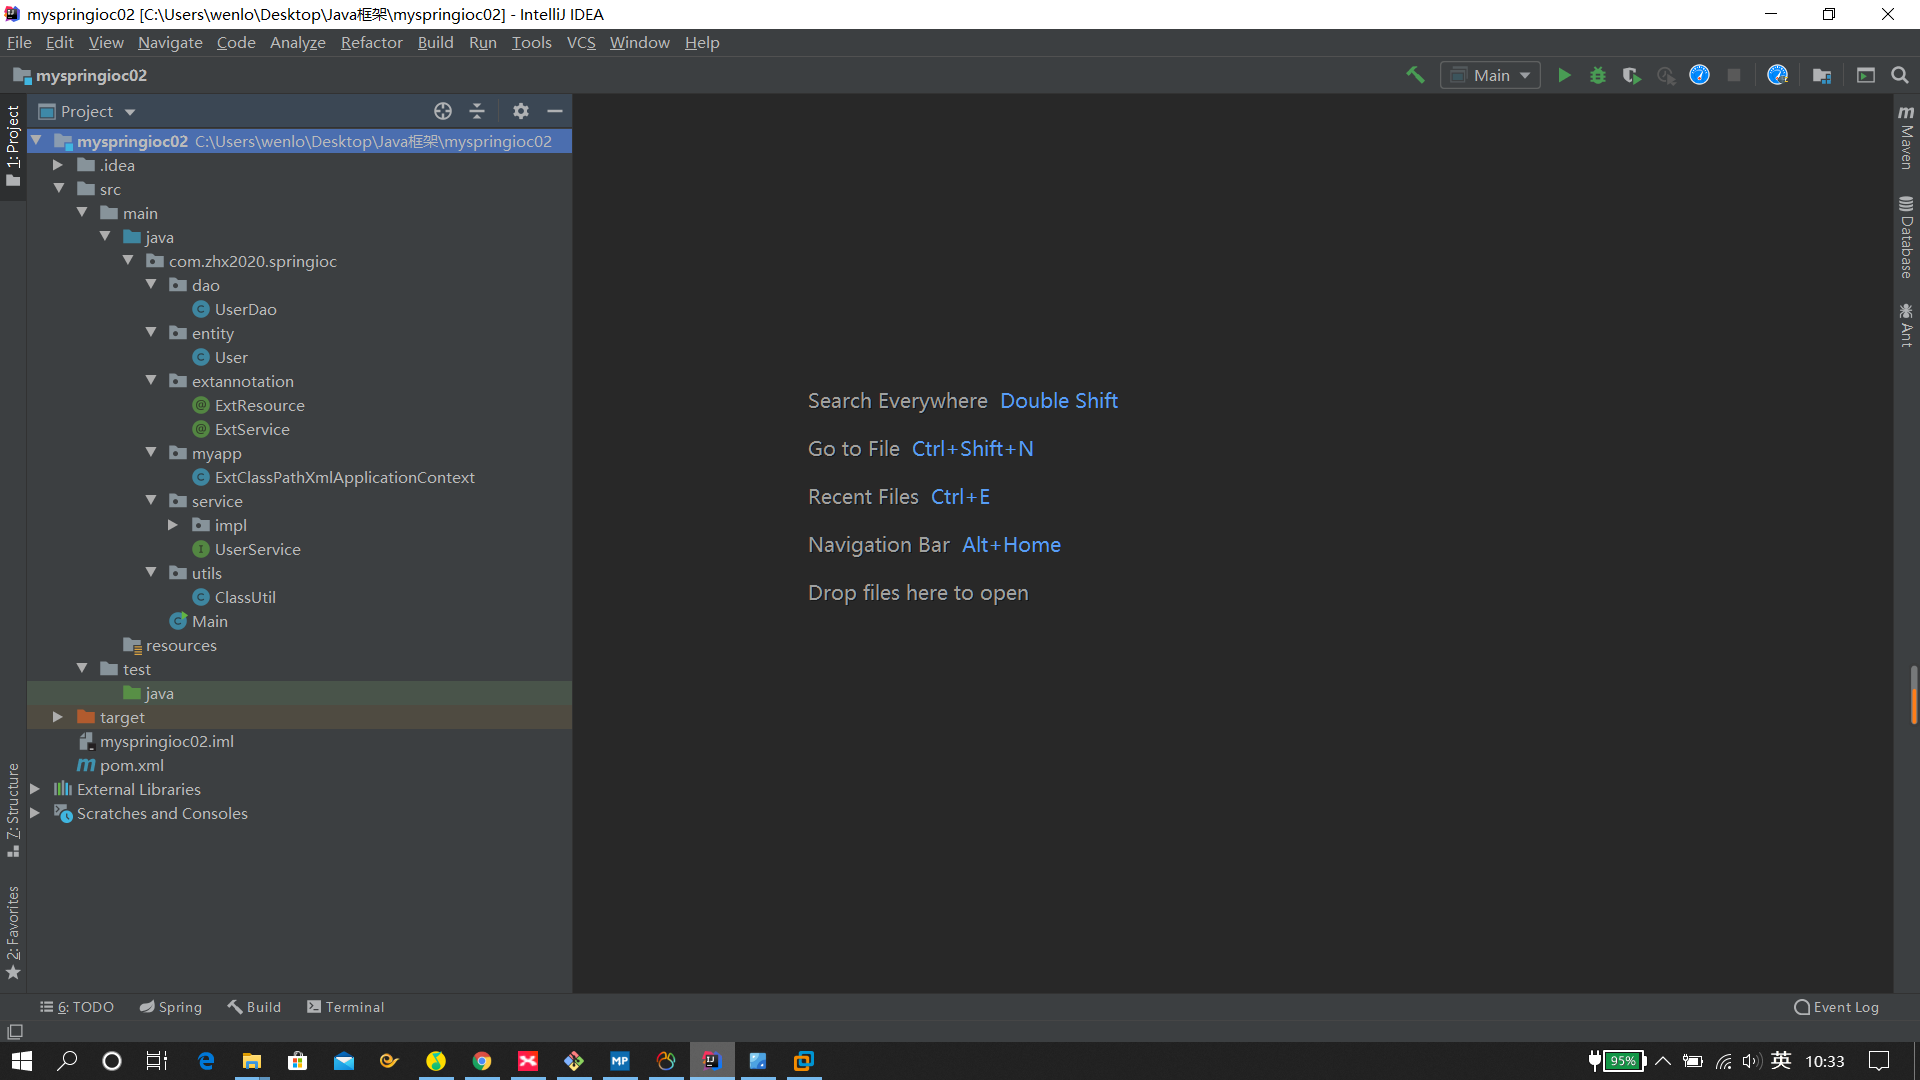 myspringioc02 [C:\Users\wenlo\Desktop\Java框架\myspringioc02] - IntelliJ IDEA
File Edit View Navigate Code Analyze Refactor Build Run Tools VCS Window Help
myspringioc02
Main
1: Project
Project
myspringioc02 C:\Users\wenlo\Desktop\Java框架\myspringioc02
.idea
src
main
java
com.zhx2020.springioc
dao
UserDao
entity
User
extannotation
ExtResource
ExtService
myapp
ExtClassPathXmlApplicationContext
service
impl
UserService
utils
ClassUtil
Main
resources
test
java
target
myspringioc02.iml
pom.xml
External Libraries
Scratches and Consoles
7: Structure
2: Favorites
Search Everywhere Double Shift
Go to File Ctrl+Shift+N
Recent Files Ctrl+E
Navigation Bar Alt+Home
Drop files here to open
Maven
Database
Ant
6: TODO Spring Build Terminal Event Log
MP
95% 英 10:33